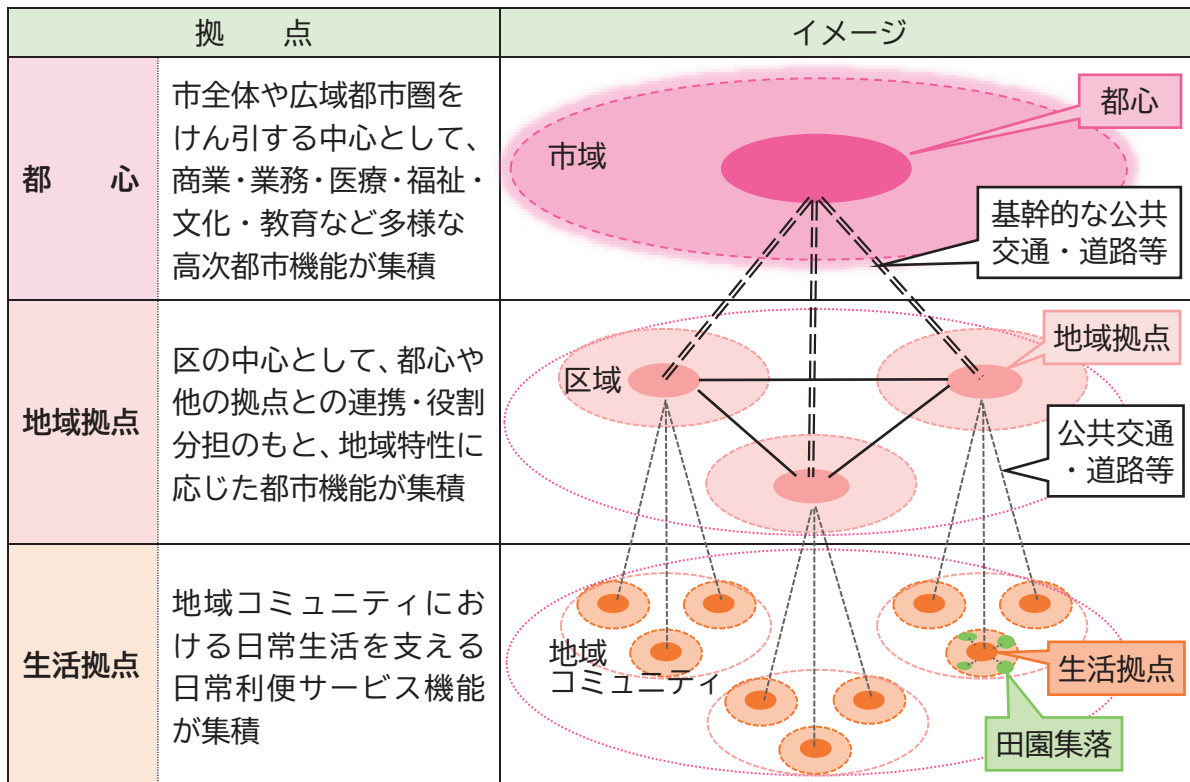 拠　点
イメージ
都　心
市全体や広域都市圏を
けん引する中心として、
商業・業務・医療・福祉・
文化・教育など多様な
高次都市機能が集積
市域
都心
基幹的な公共
交通・道路等
地域拠点
区の中心として、都心や
他の拠点との連携・役割
分担のもと、地域特性に
応じた都市機能が集積
区域
地域拠点
公共交通
・道路等
生活拠点
地域コミュニティにお
ける日常生活を支える
日常利便サービス機能
が集積
地域
コミュニティ
生活拠点
田園集落